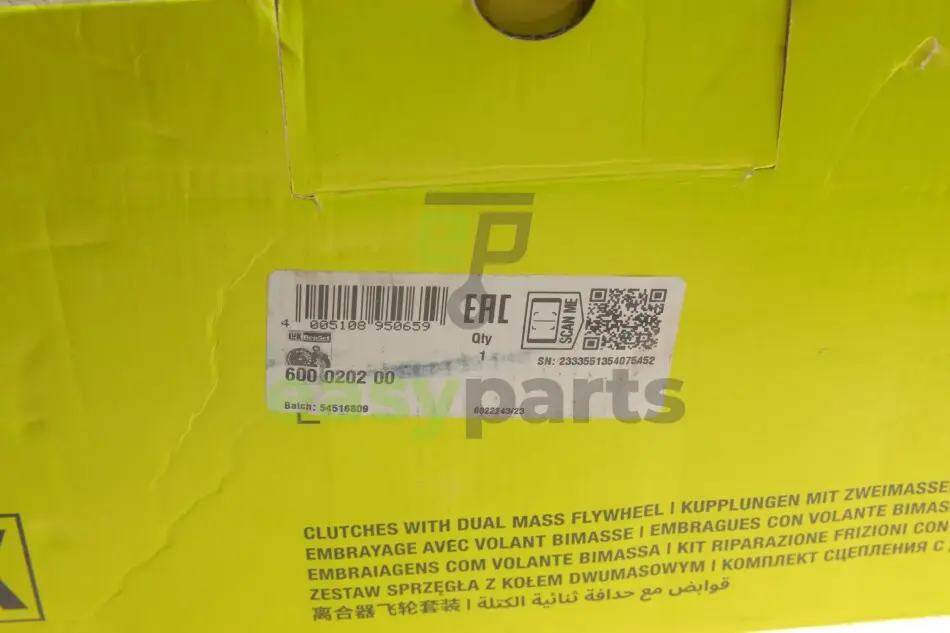 EAC
4 005108 950659
SCAN ME
Qty
LuK RepSet
1
SN: 2333551354075452
600 0202 00
easyparts
Batch: 54516809
6022243/23
CLUTCHES WITH DUAL MASS FLYWHEEL | KUPPLUNGEN MIT ZWEIMASSE
EMBRAYAGE AVEC VOLANT BIMASSE | EMBRAGUES CON VOLANTE BIMAS
EMBRAIAGENS COM VOLANTE BIMASSA | KIT RIPARAZIONE FRIZIONI CON
ZESTAW SPRZĘGŁA Z KOŁEM DWUMASOWYM | КОМПЛЕКТ СЦЕПЛЕНИЯ С
离合器飞轮套装 | قوابض مع حدافة ثنائية الكتلة